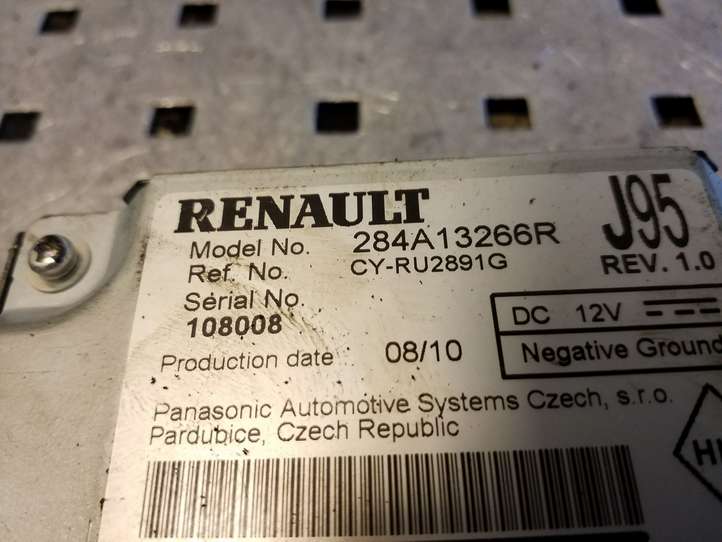 RENAULT
J95
Model No. 284A13266R
Ref. No. CY-RU2891G
REV. 1.0
Serial No.
108008
DC 12V
Production date 08/10
Negative Ground
Panasonic Automotive Systems Czech, s.r.o.
Pardubice, Czech Republic